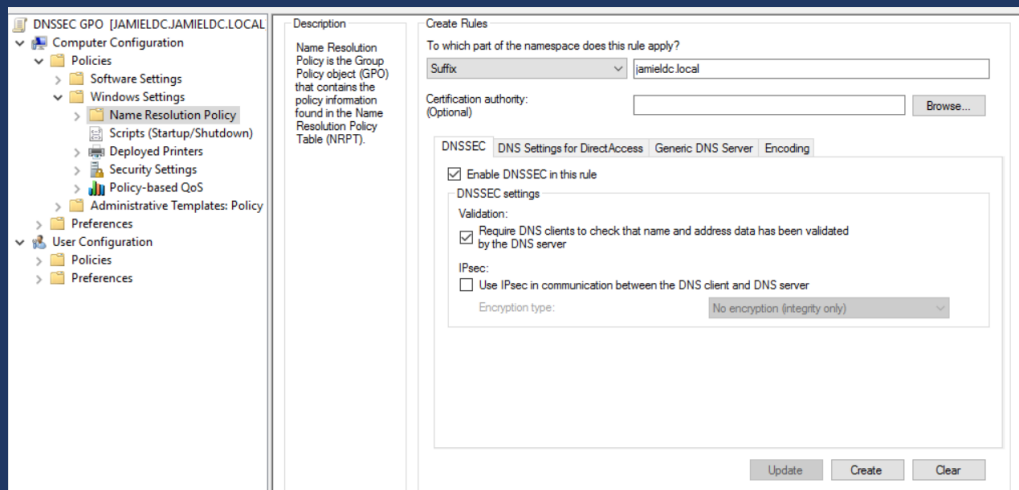 DNSSEC GPO [JAMIELDC.JAMIELDC.LOCAL
Computer Configuration
Policies
Software Settings
Windows Settings
Name Resolution Policy
Scripts (Startup/Shutdown)
Deployed Printers
Security Settings
Policy-based QoS
Administrative Templates: Policy
Preferences
User Configuration
Policies
Preferences
Description
Name Resolution
Policy is the Group
Policy object (GPO)
that contains the
policy information
found in the Name
Resolution Policy
Table (NRPT).
Create Rules
To which part of the namespace does this rule apply?
Suffix
jamieldc.local
Certification authority:
(Optional)
Browse...
DNSSEC
DNS Settings for DirectAccess
Generic DNS Server
Encoding
Enable DNSSEC in this rule
DNSSEC settings
Validation:
Require DNS clients to check that name and address data has been validated
by the DNS server
IPsec:
Use IPsec in communication between the DNS client and DNS server
Encryption type:
No encryption (integrity only)
Update
Create
Clear